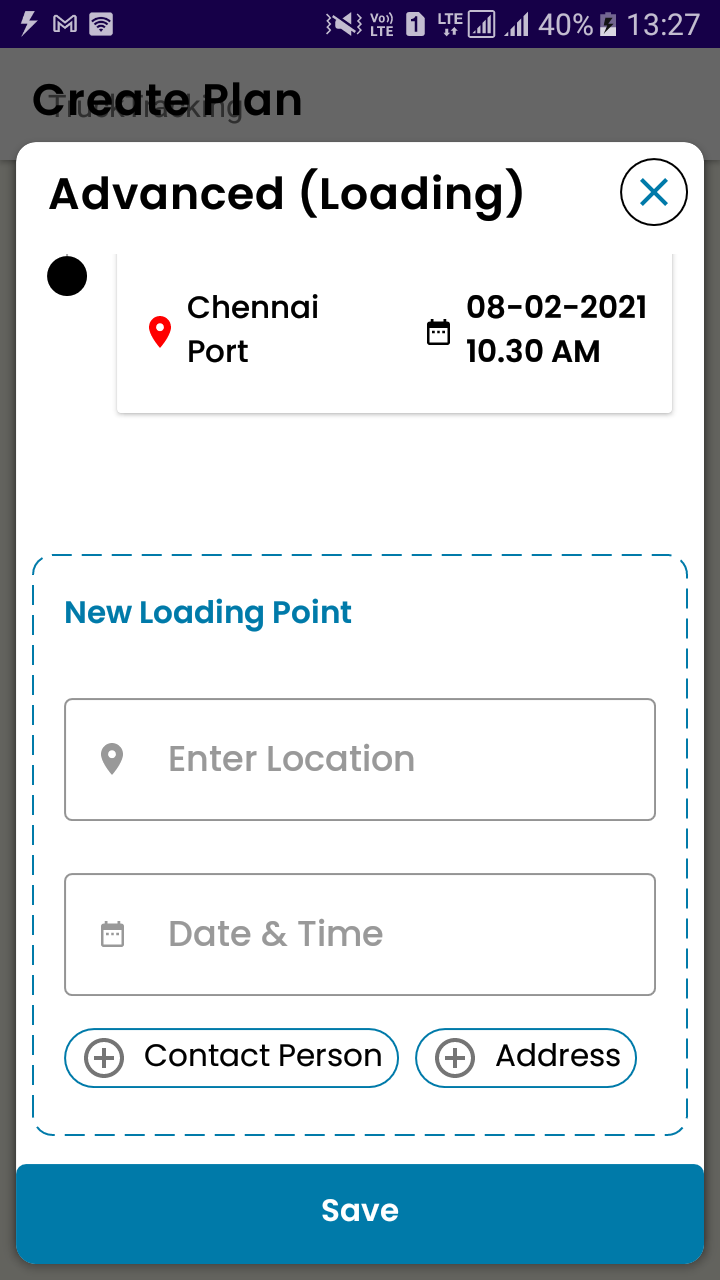 Vo)) LTE 1 LTE 40% 13:27
Create Plan
TruckTracking
Advanced (Loading)
Chennai
Port
08-02-2021
10.30 AM
New Loading Point
Enter Location
Date & Time
Contact Person
Address
Save